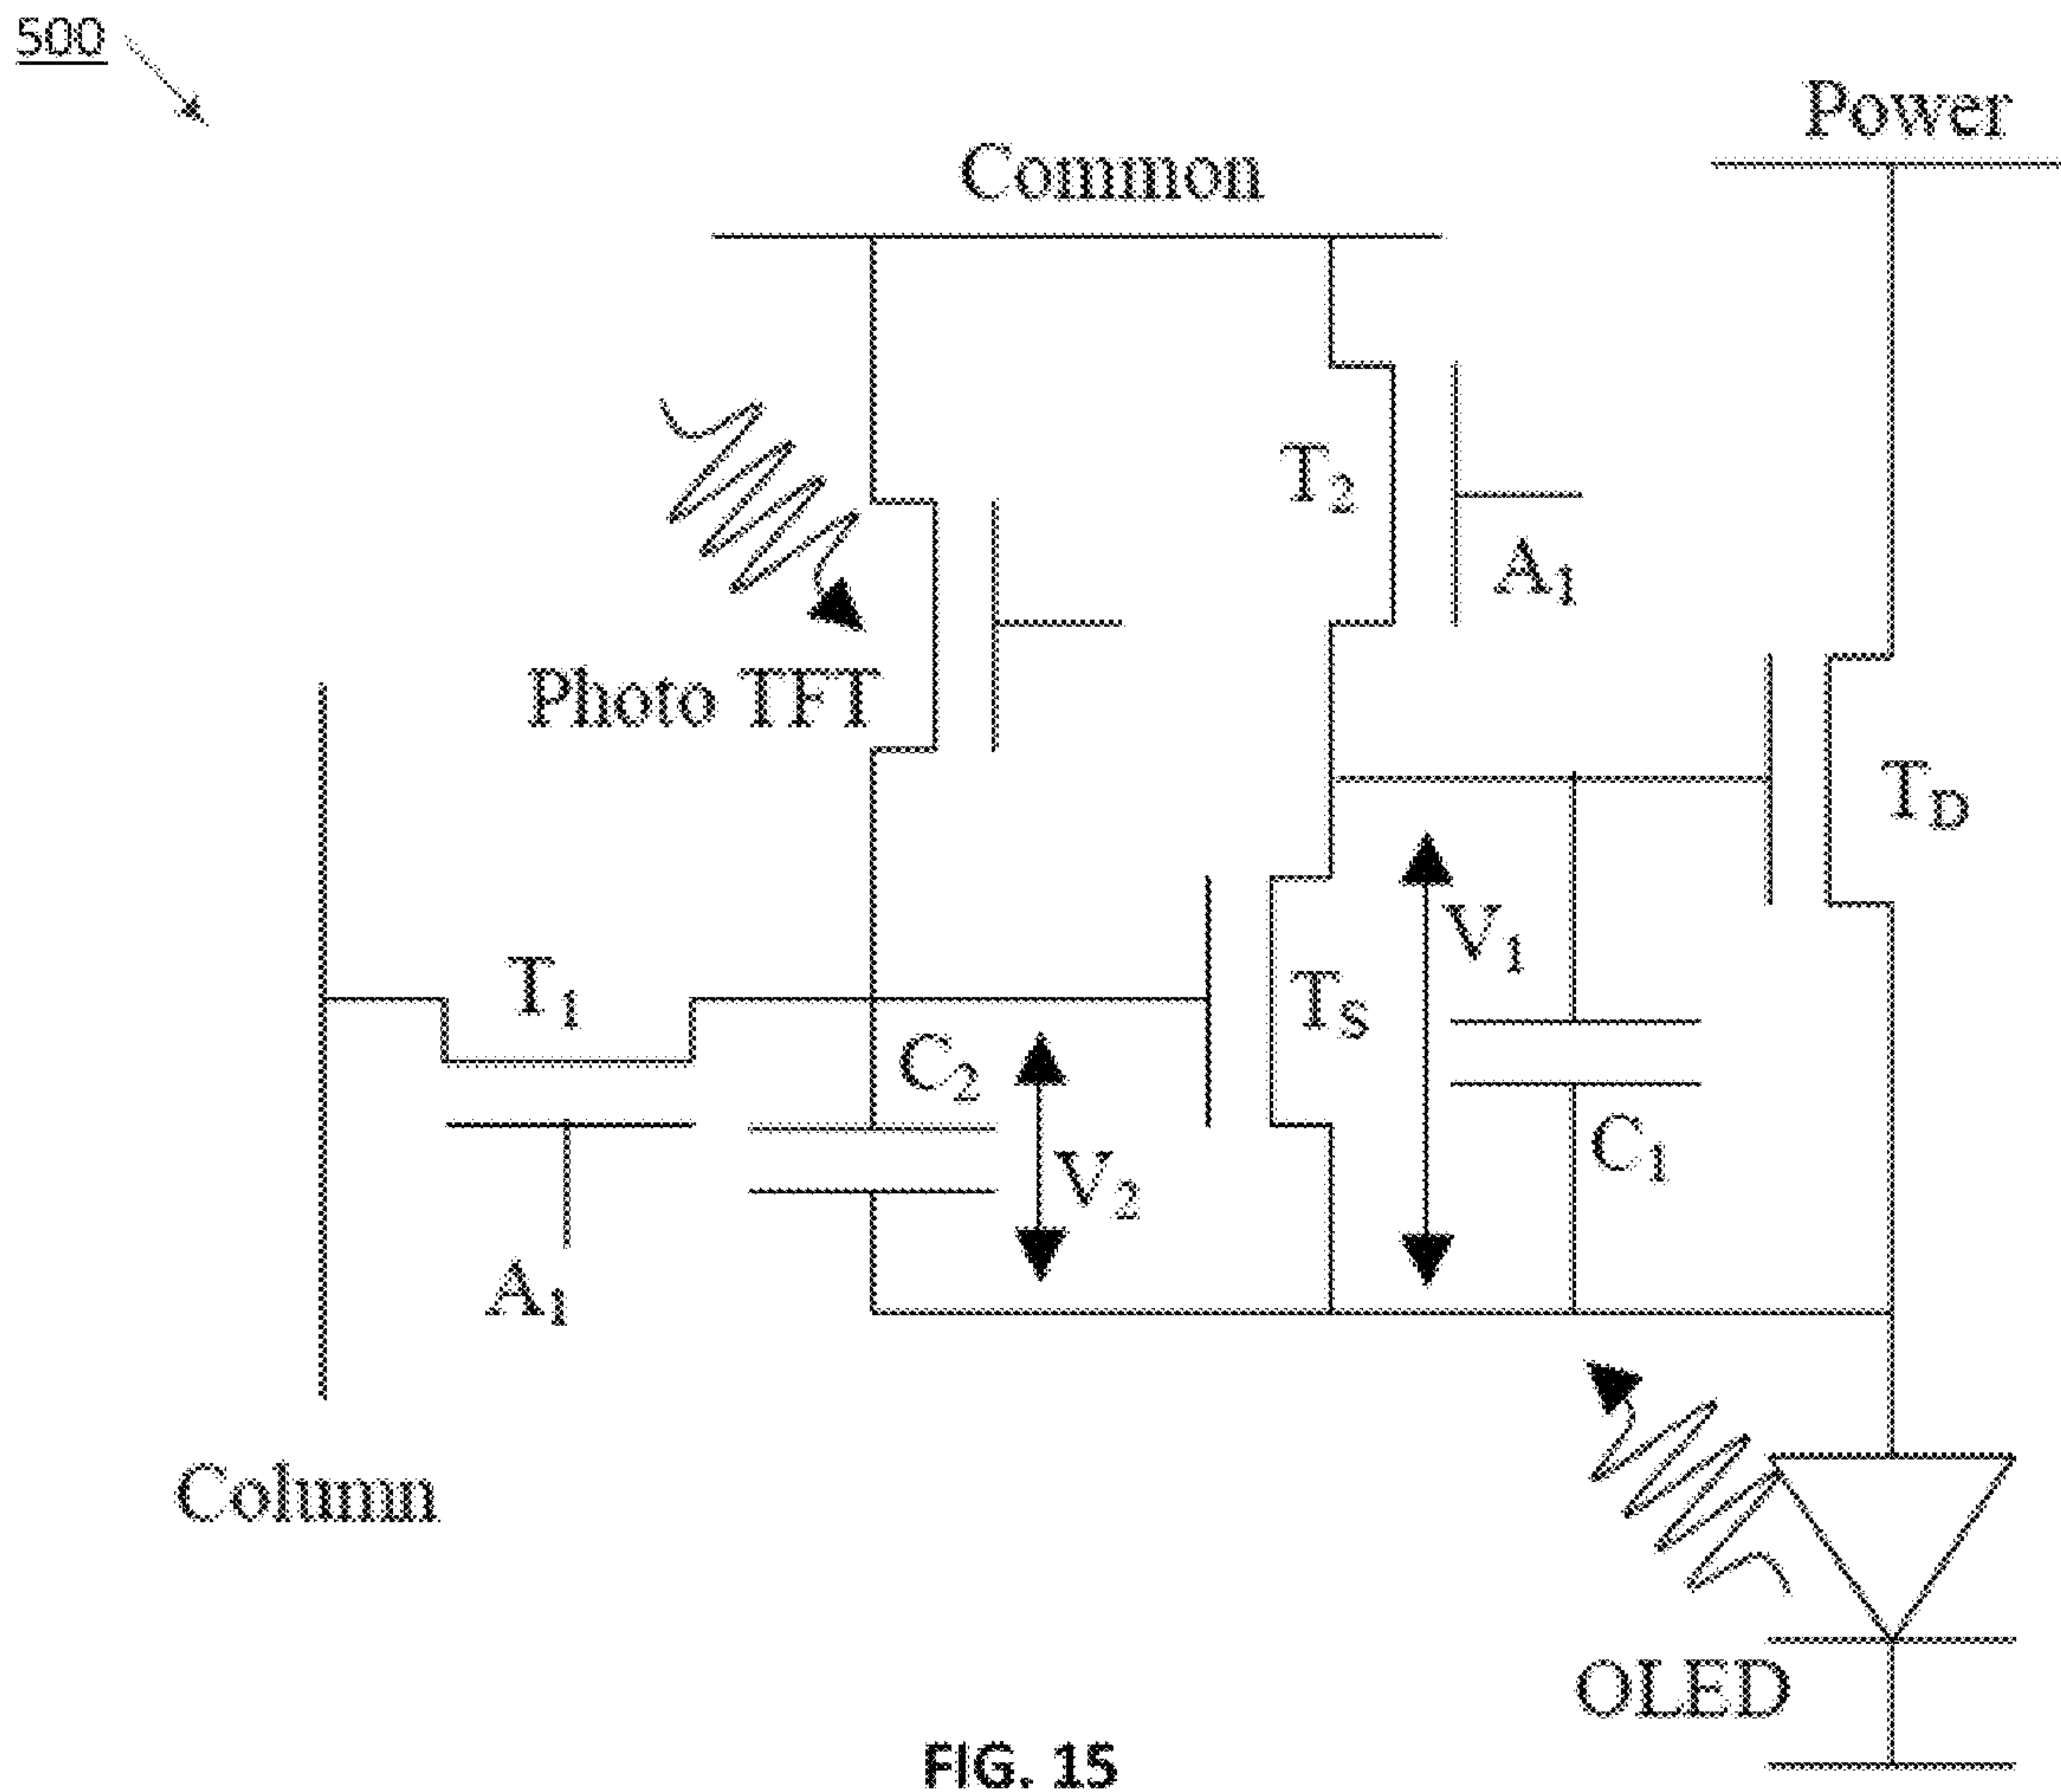 500
Power
Common
T2
A1
Photo TFT
TD
V1
T1
TS
C2
C1
V2
A1
Column
OLED
FIG. 15